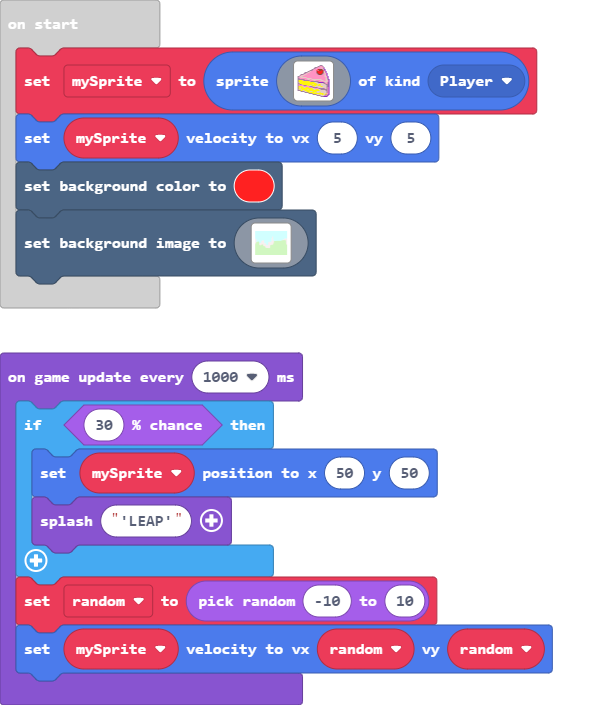 on start
set mySprite to sprite of kind Player
set mySprite velocity to vx 5 vy 5
set background color to
set background image to
on game update every 1000 ms
if 30 % chance then
set mySprite position to x 50 y 50
splash "'LEAP'"
set random to pick random -10 to 10
set mySprite velocity to vx random vy random